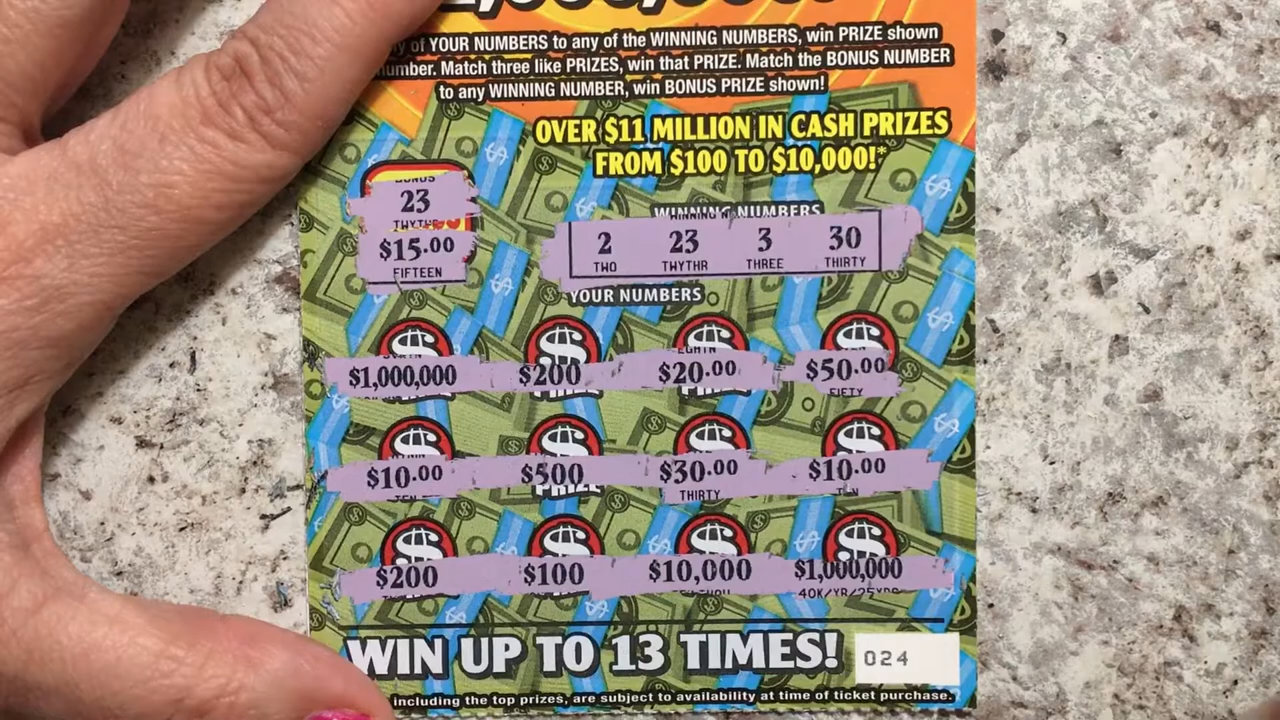 of YOUR NUMBERS to any of the WINNING NUMBERS, win PRIZE shown
number. Match three like PRIZES, win that PRIZE. Match the BONUS NUMBER
to any WINNING NUMBER, win BONUS PRIZE shown!
OVER $11 MILLION IN CASH PRIZES
FROM $100 TO $10,000!*
BONUS
23
TWYTHR
$15.00
FIFTEEN
WINNING NUMBERS
2 23 3 30
TWO TWYTHR THREE THIRTY
YOUR NUMBERS
$1,000,000 $200 $20.00 $50.00
FIFTY
$10.00 $500 $30.00 $10.00
PRIZE THIRTY
$200 $100 $10,000 $1,000,000
40K/YR/25YRS
WIN UP TO 13 TIMES!
024
including the top prizes, are subject to availability at time of ticket purchase.